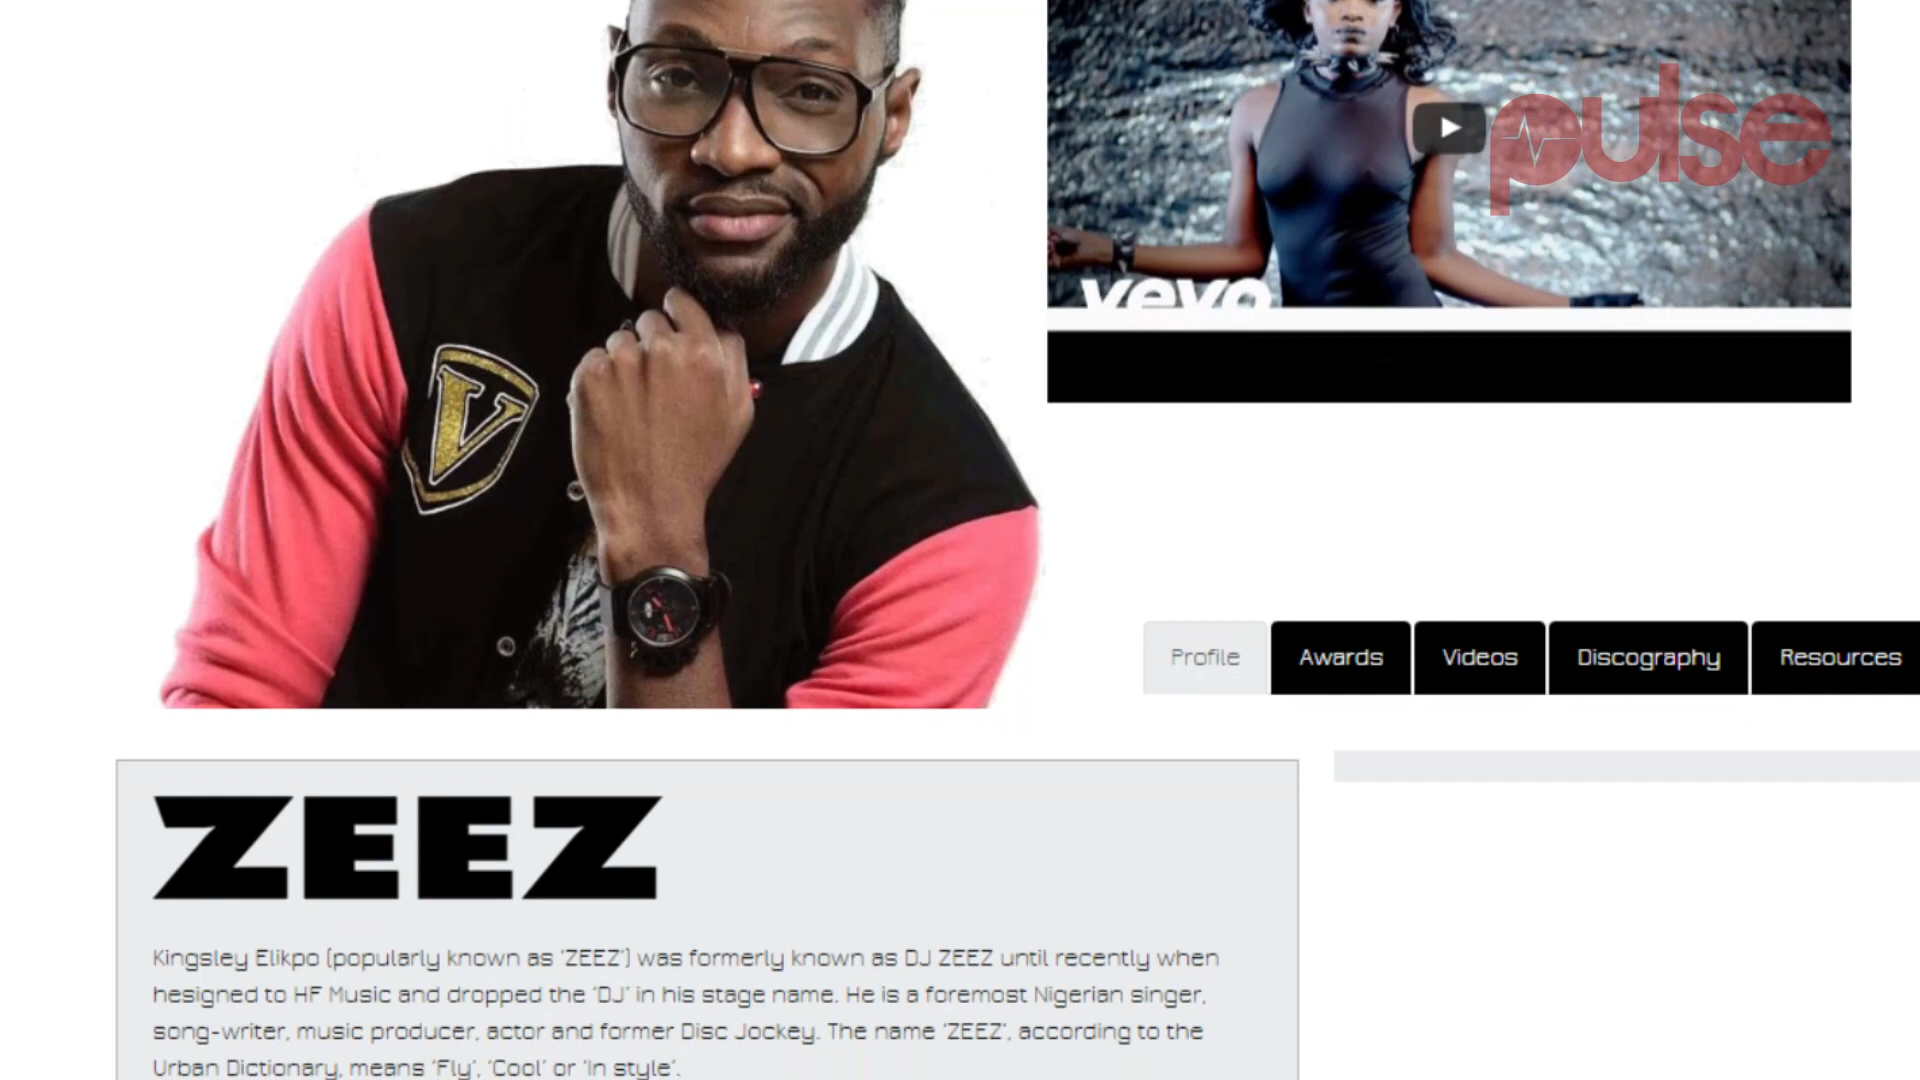 pulse
vevo
V
Profile Awards Videos Discography Resources
ZEEZ
Kingsley Elikpo (popularly known as 'ZEEZ') was formerly known as DJ ZEEZ until recently when
hesigned to HF Music and dropped the 'DJ' in his stage name. He is a foremost Nigerian singer,
song-writer, music producer, actor and former Disc Jockey. The name 'ZEEZ', according to the
Urban Dictionary, means 'Fly', 'Cool' or 'In style'.